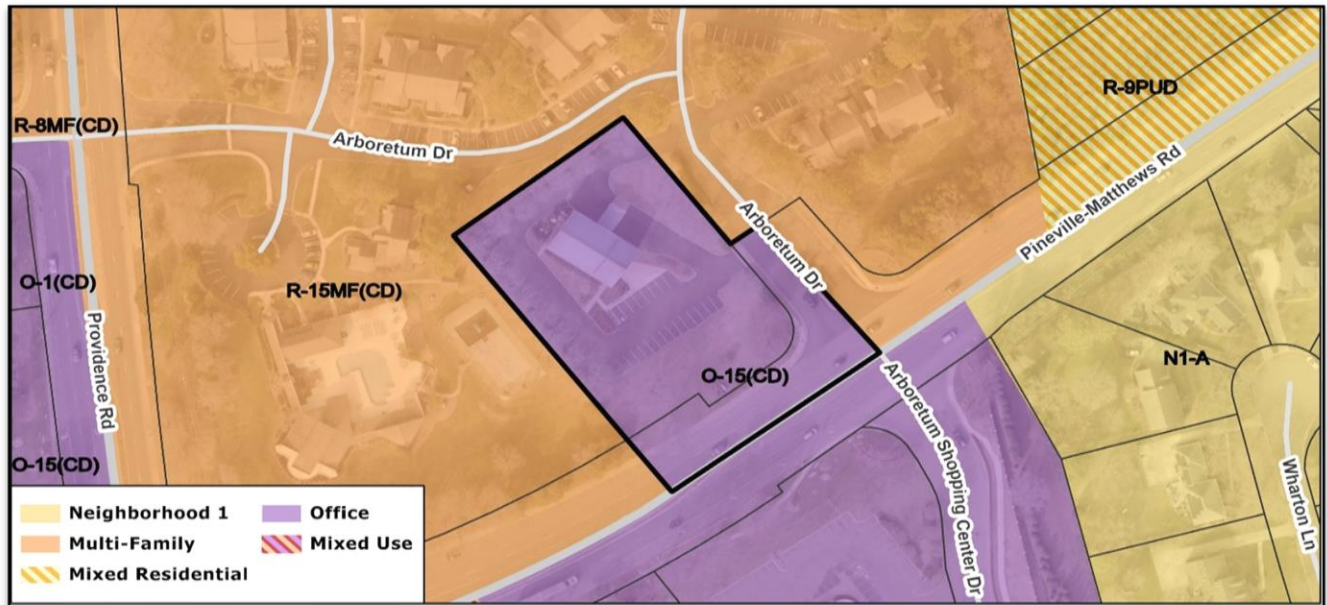 R-9PUD
R-8MF(CD)
Arboretum Dr
Pineville-Matthews Rd
Arboretum Dr
O-1(CD)
R-15MF(CD)
Providence Rd
N1-A
O-15(CD)
Arboretum Shopping Center Dr
O-15(CD)
Wharton Ln
Neighborhood 1
Office
Multi-Family
Mixed Use
Mixed Residential